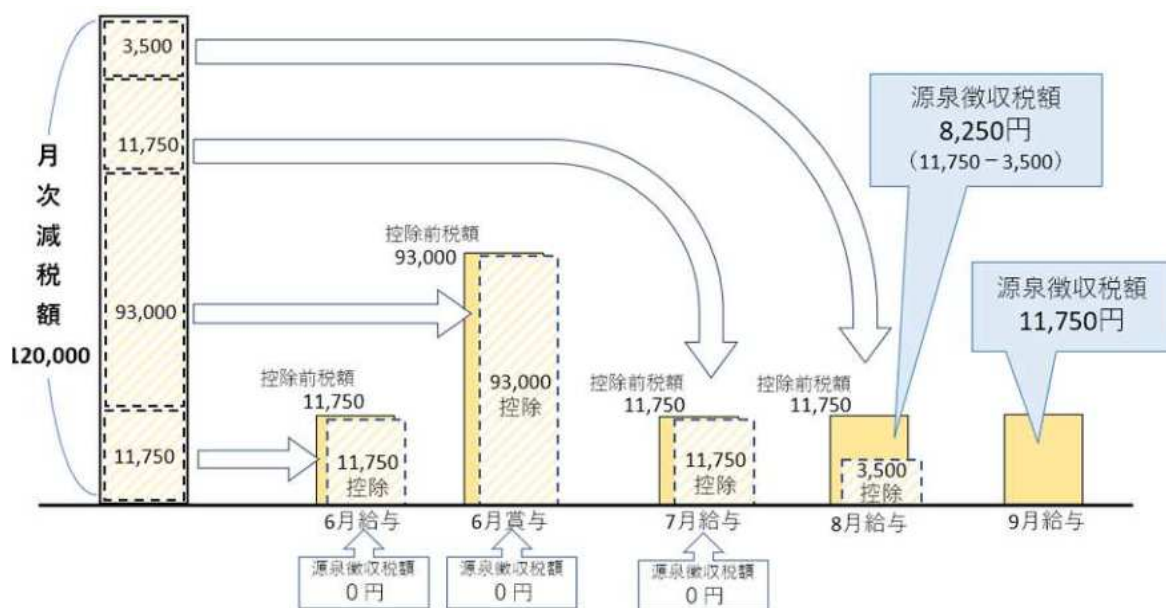 月次減税額
120,000
3,500
11,750
93,000
11,750
控除前税額
11,750
11,750
控除
6月給与
源泉徴収税額
0円
控除前税額
93,000
93,000
控除
6月賞与
源泉徴収税額
0円
控除前税額
11,750
11,750
控除
7月給与
源泉徴収税額
0円
控除前税額
11,750
3,500
控除
8月給与
源泉徴収税額
8,250円
（11,750－3,500）
源泉徴収税額
11,750円
9月給与